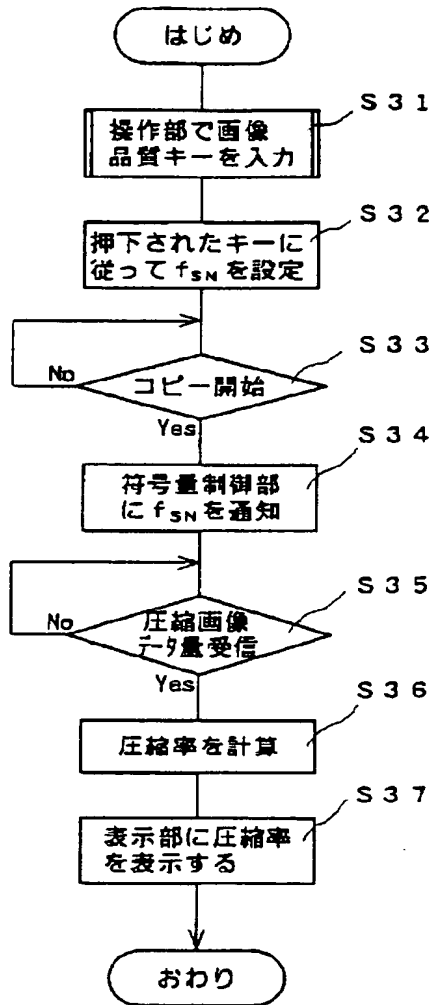 はじめ
S31
操作部で画像
品質キーを入力
S32
押下されたキーに
従ってfSNを設定
S33
No
コピー開始
Yes
S34
符号量制御部
にfSNを通知
S35
No
圧縮画像
データ量受信
Yes
S36
圧縮率を計算
S37
表示部に圧縮率
を表示する
おわり